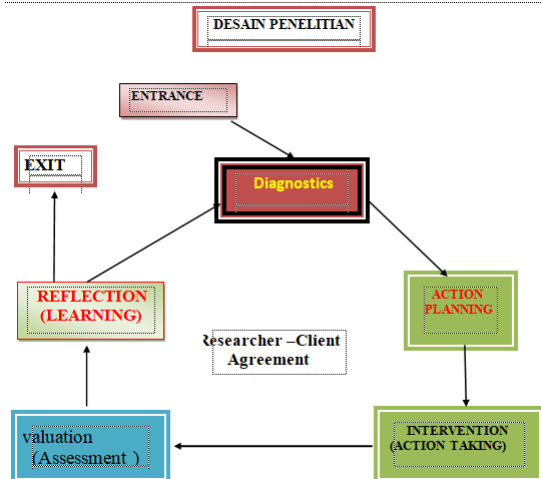 DESAIN PENELITIAN
ENTRANCE
EXIT
Diagnostics
REFLECTION
(LEARNING)
ACTION
PLANNING
Researcher –Client
Agreement
valuation
(Assessment )
INTERVENTION
(ACTION TAKING)